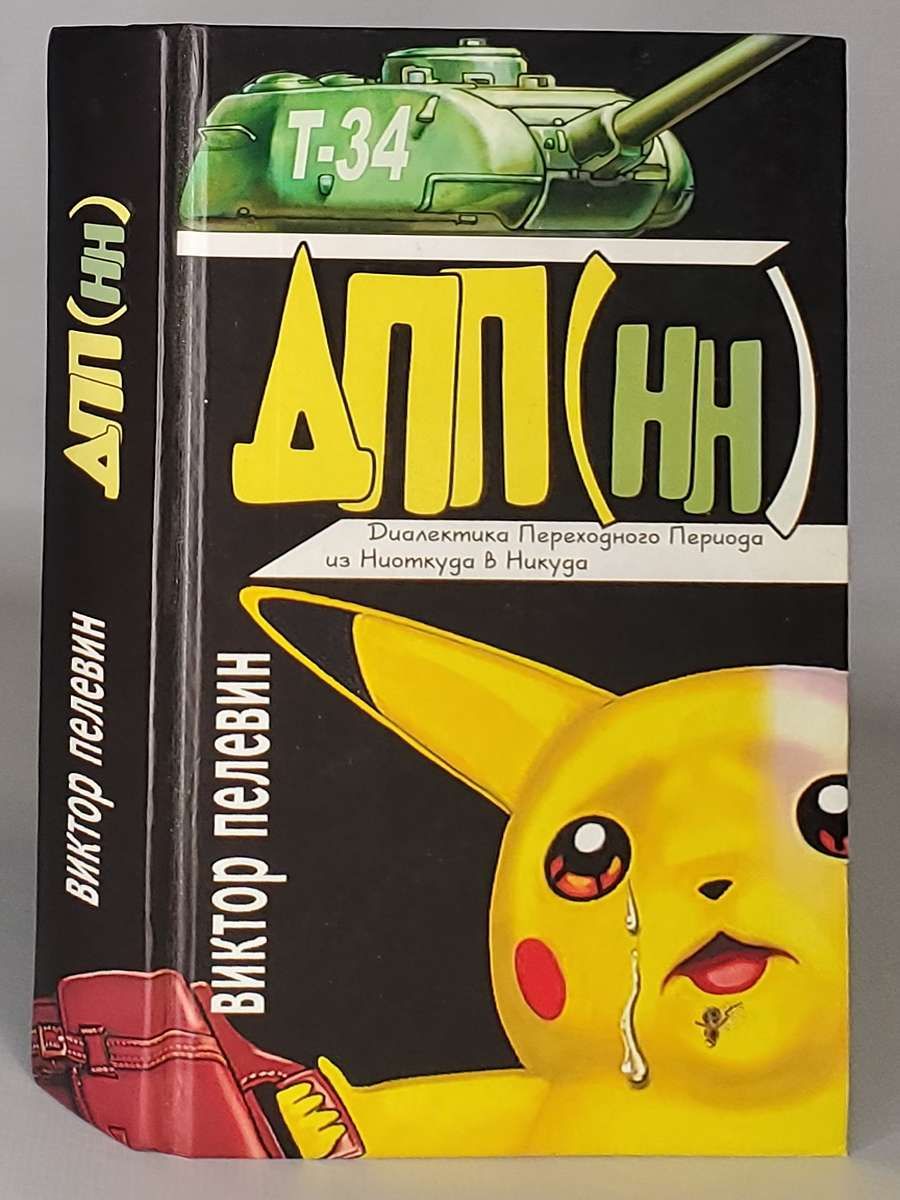 ДПП(НН)
виктор пелевин
Т-34
ДПП(НН)
Диалектика Переходного Периода
из Ниоткуда в Никуда
виктор пелевин